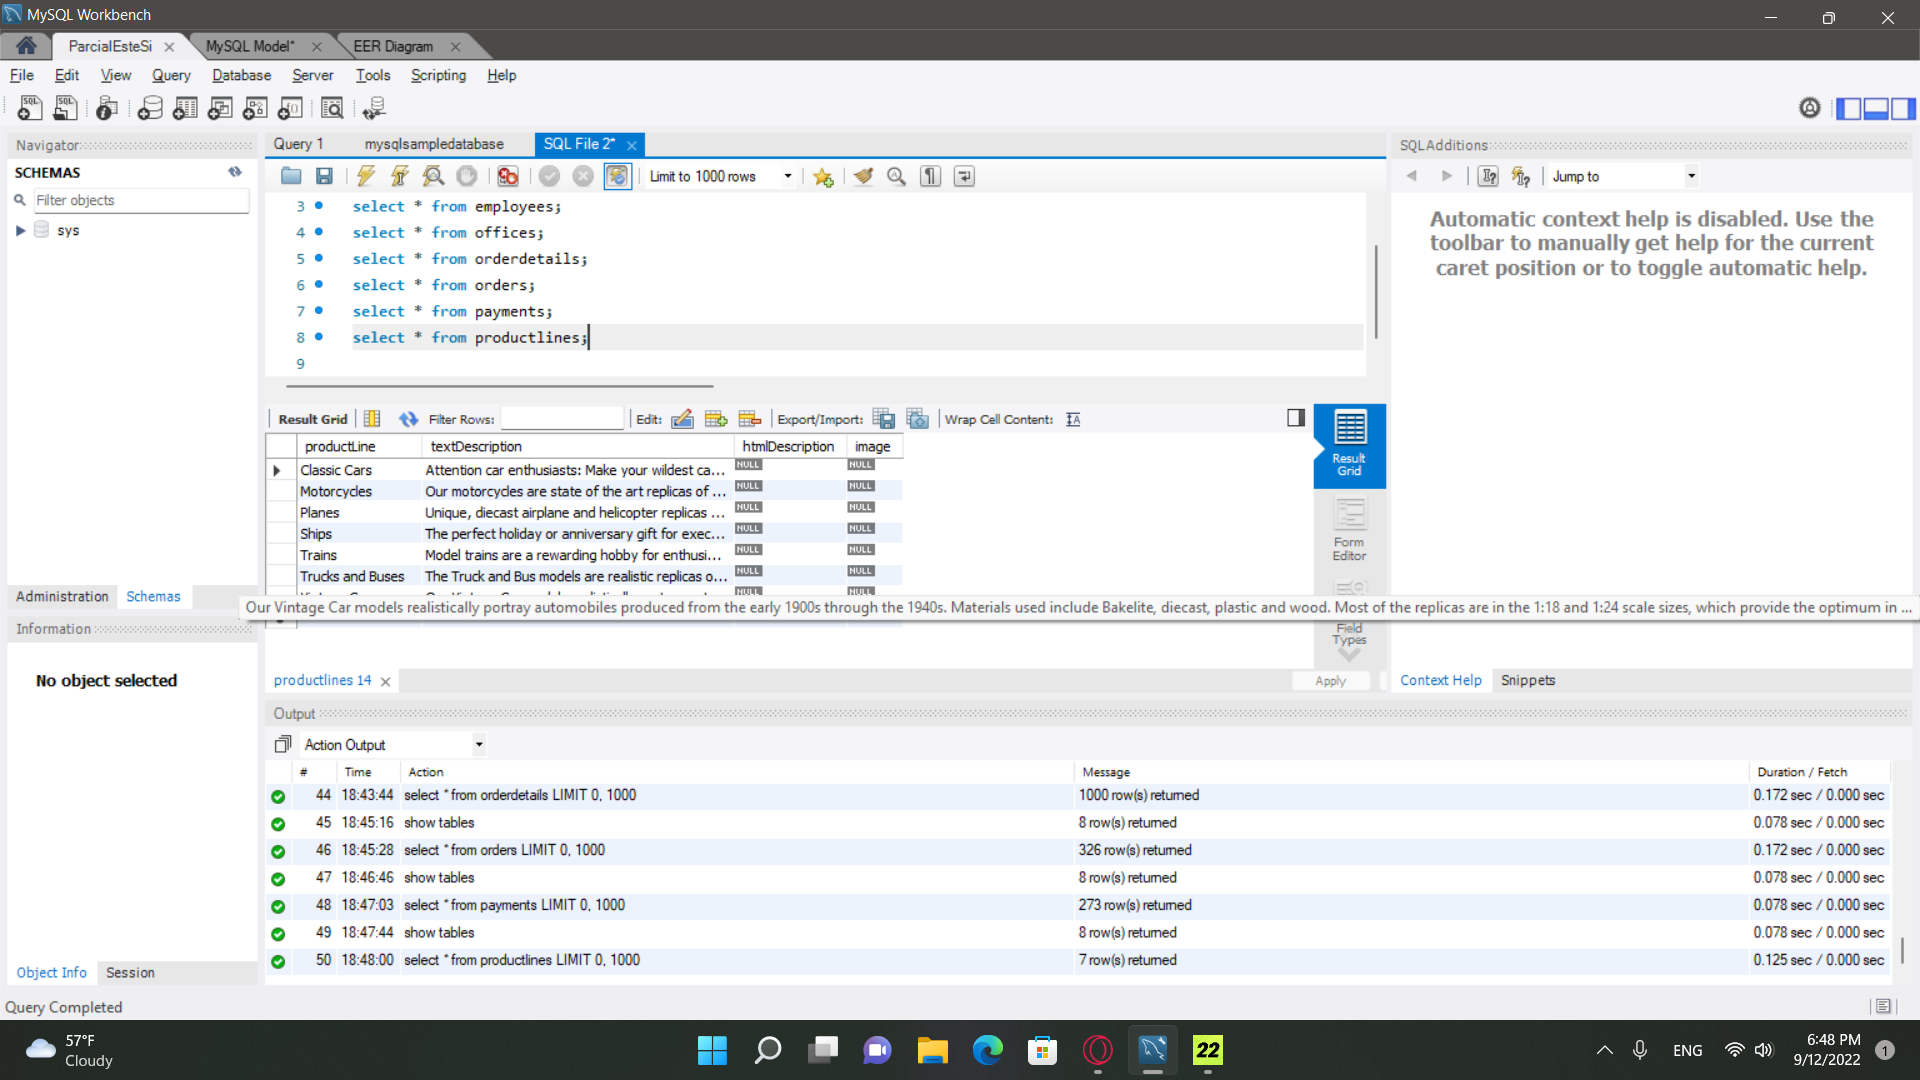 MySQL Workbench
ParcialEsteSi
MySQL Model*
EER Diagram
File Edit View Query Database Server Tools Scripting Help
Navigator
SCHEMAS
Filter objects
sys
Administration Schemas
Information
No object selected
Object Info Session
Query 1 mysqlsampledatabase SQL File 2*
Limit to 1000 rows
3 select * from employees;
4 select * from offices;
5 select * from orderdetails;
6 select * from orders;
7 select * from payments;
8 select * from productlines;
9
Result Grid Filter Rows: Edit: Export/Import: Wrap Cell Content:
productLine textDescription htmlDescription image
Classic Cars Attention car enthusiasts: Make your wildest ca... NULL NULL
Motorcycles Our motorcycles are state of the art replicas of ... NULL NULL
Planes Unique, diecast airplane and helicopter replicas ... NULL NULL
Ships The perfect holiday or anniversary gift for exec... NULL NULL
Trains Model trains are a rewarding hobby for enthusi... NULL NULL
Trucks and Buses The Truck and Bus models are realistic replicas o... NULL NULL
Our Vintage Car models realistically portray automobiles produced from the early 1900s through the 1940s. Materials used include Bakelite, diecast, plastic and wood. Most of the replicas are in the 1:18 and 1:24 scale sizes, which provide the optimum in ...
Result
Grid
Form
Editor
Field
Types
productlines 14
Apply
SQLAdditions
Jump to
Automatic context help is disabled. Use the
toolbar to manually get help for the current
caret position or to toggle automatic help.
Context Help Snippets
Output
Action Output
# Time Action Message Duration / Fetch
44 18:43:44 select * from orderdetails LIMIT 0, 1000 1000 row(s) returned 0.172 sec / 0.000 sec
45 18:45:16 show tables 8 row(s) returned 0.078 sec / 0.000 sec
46 18:45:28 select * from orders LIMIT 0, 1000 326 row(s) returned 0.172 sec / 0.000 sec
47 18:46:46 show tables 8 row(s) returned 0.078 sec / 0.000 sec
48 18:47:03 select * from payments LIMIT 0, 1000 273 row(s) returned 0.078 sec / 0.000 sec
49 18:47:44 show tables 8 row(s) returned 0.078 sec / 0.000 sec
50 18:48:00 select * from productlines LIMIT 0, 1000 7 row(s) returned 0.125 sec / 0.000 sec
Query Completed
57°F
Cloudy
22
ENG
6:48 PM
9/12/2022
1